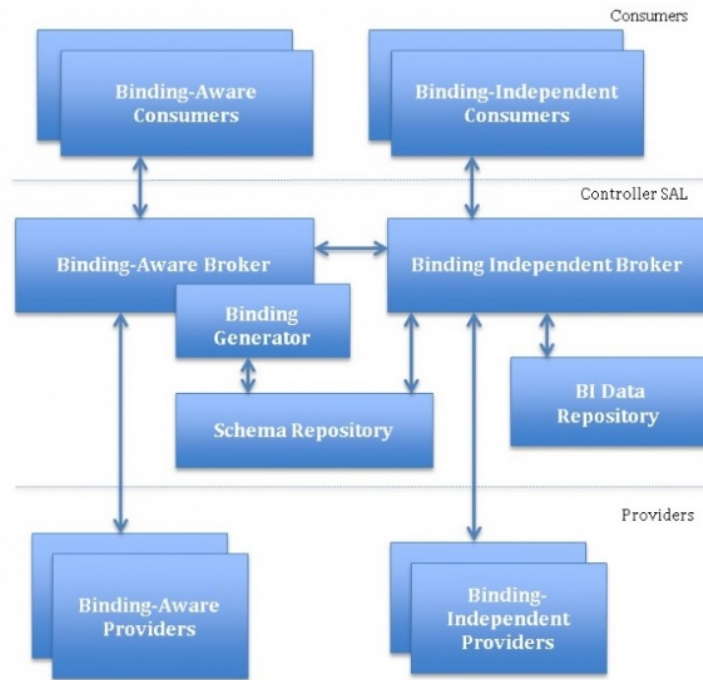 Consumers
Binding-Aware
Consumers
Binding-Independent
Consumers
Controller SAL
Binding-Aware Broker
Binding Independent Broker
Binding
Generator
Schema Repository
BI Data
Repository
Providers
Binding-Aware
Providers
Binding-
Independent
Providers